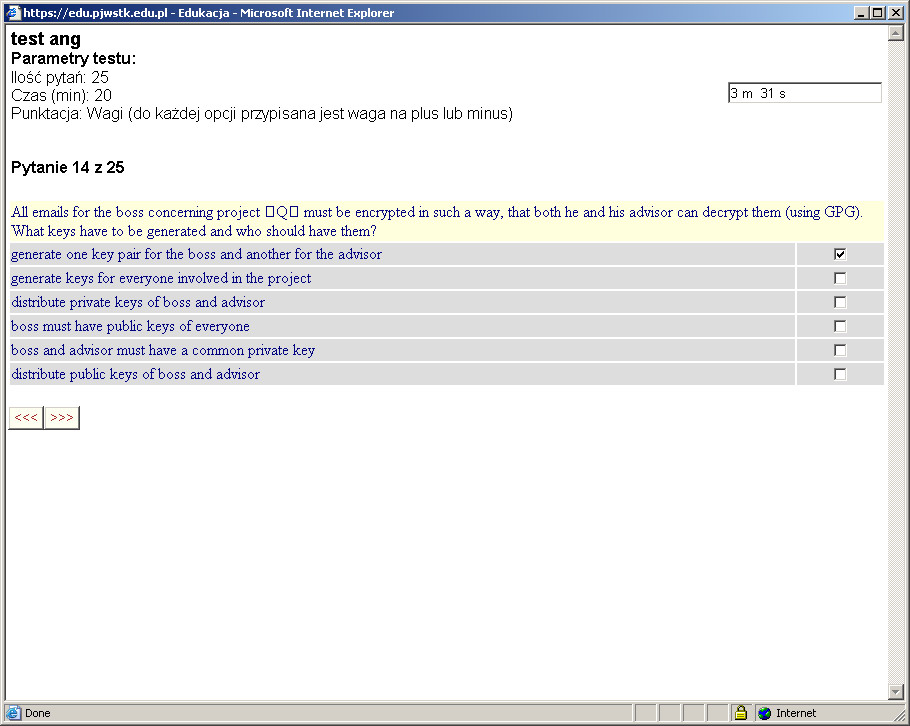 https://edu.pjwstk.edu.pl - Edukacja - Microsoft Internet Explorer
test ang
Parametry testu:
Ilość pytań: 25
Czas (min): 20
3 m 31 s
Punktacja: Wagi (do każdej opcji przypisana jest waga na plus lub minus)
Pytanie 14 z 25
All emails for the boss concerning project □Q□ must be encrypted in such a way, that both he and his advisor can decrypt them (using GPG).
What keys have to be generated and who should have them?
generate one key pair for the boss and another for the advisor
generate keys for everyone involved in the project
distribute private keys of boss and advisor
boss must have public keys of everyone
boss and advisor must have a common private key
distribute public keys of boss and advisor
<<< >>>
Done Internet